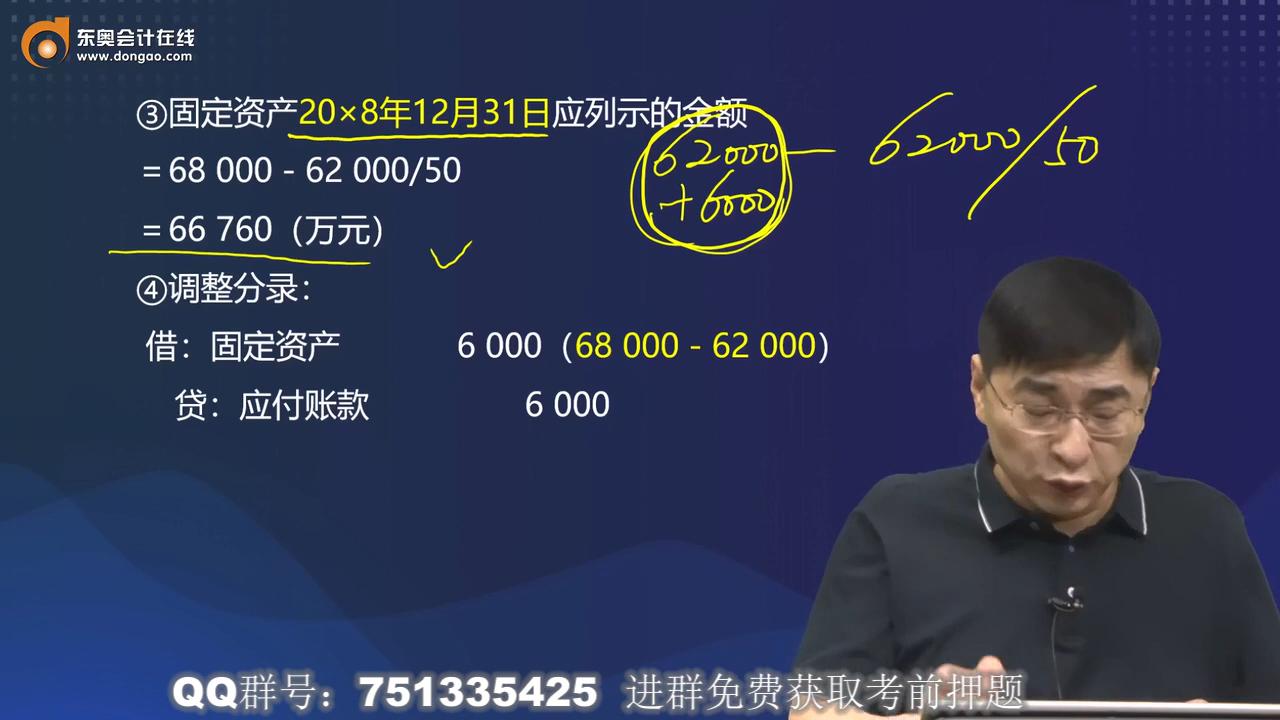 东奥会计在线
www.dongao.com
③固定资产20×8年12月31日应列示的金额
＝68 000－62 000/50
＝66 760（万元）
62000
+6000
— 62000/50
④调整分录：
借：固定资产 6 000（68 000－62 000）
贷：应付账款 6 000
QQ群号：751335425 进群免费获取考前押题